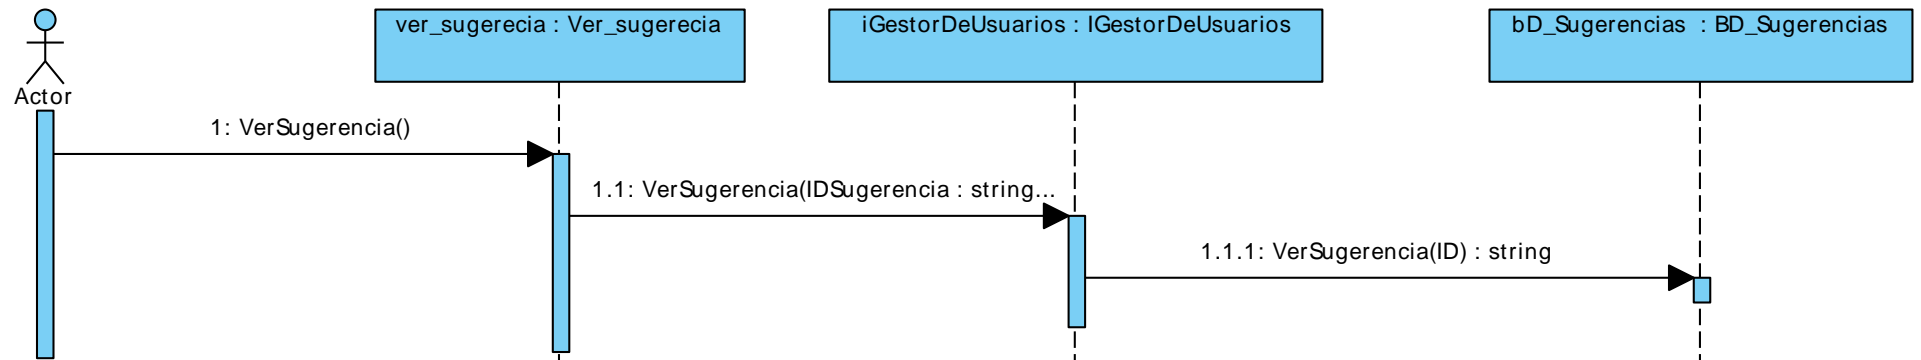 ver_sugerecia : Ver_sugerecia
iGestorDeUsuarios : IGestorDeUsuarios
bD_Sugerencias : BD_Sugerencias
Actor
1: VerSugerencia()
1.1: VerSugerencia(IDSugerencia : string...
1.1.1: VerSugerencia(ID) : string